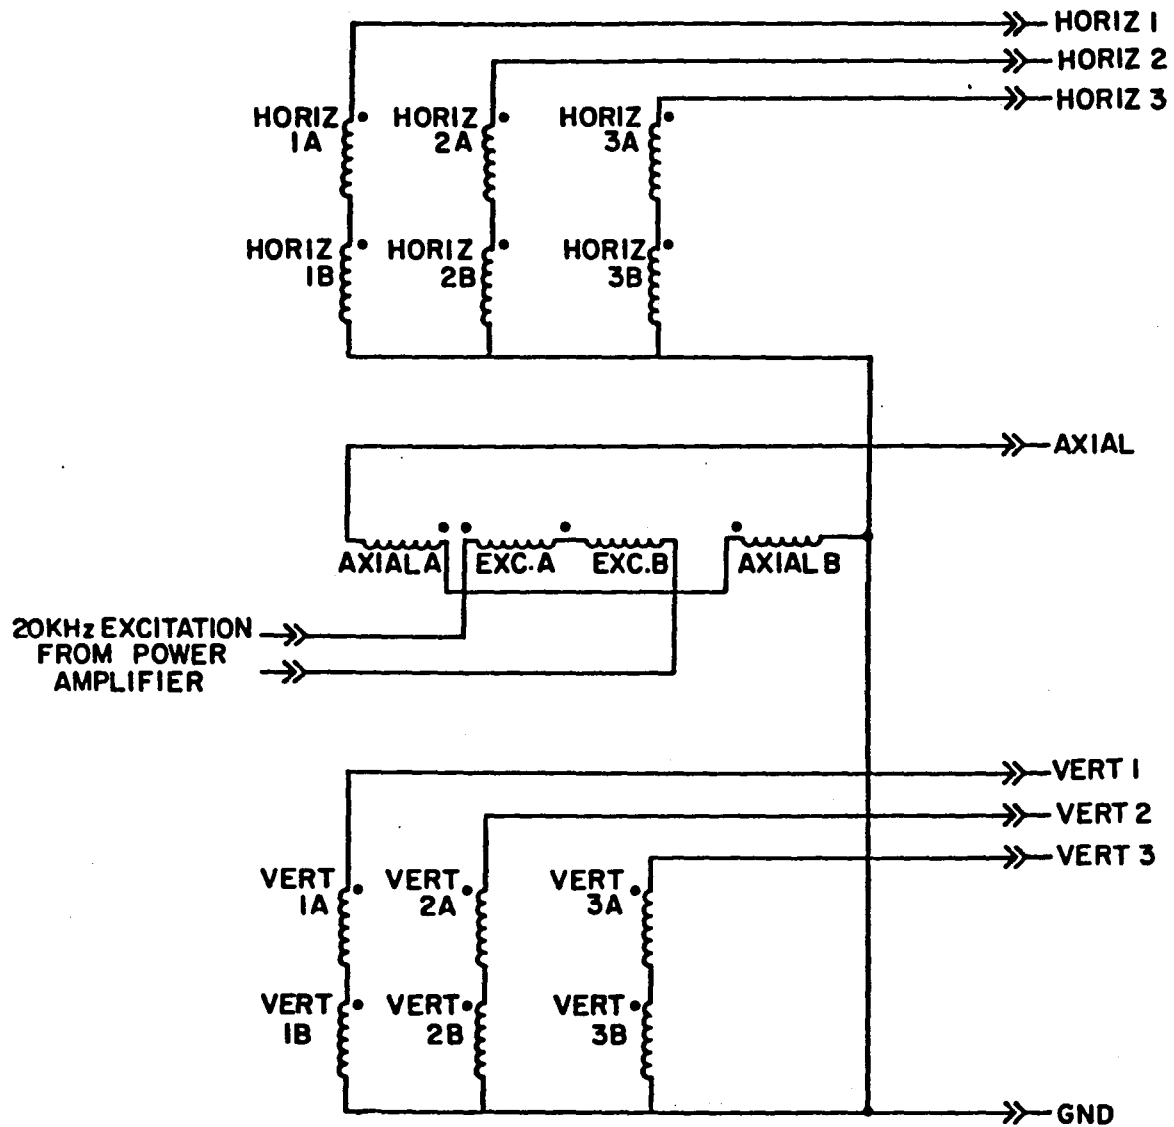 HORIZ 1
HORIZ 2
HORIZ 3
HORIZ
1A
HORIZ
2A
HORIZ
3A
HORIZ
1B
HORIZ
2B
HORIZ
3B
AXIAL
AXIAL A
EXC. A
EXC. B
AXIAL B
20KHz EXCITATION
FROM POWER
AMPLIFIER
VERT 1
VERT 2
VERT 3
VERT
1A
VERT
2A
VERT
3A
VERT
1B
VERT
2B
VERT
3B
GND